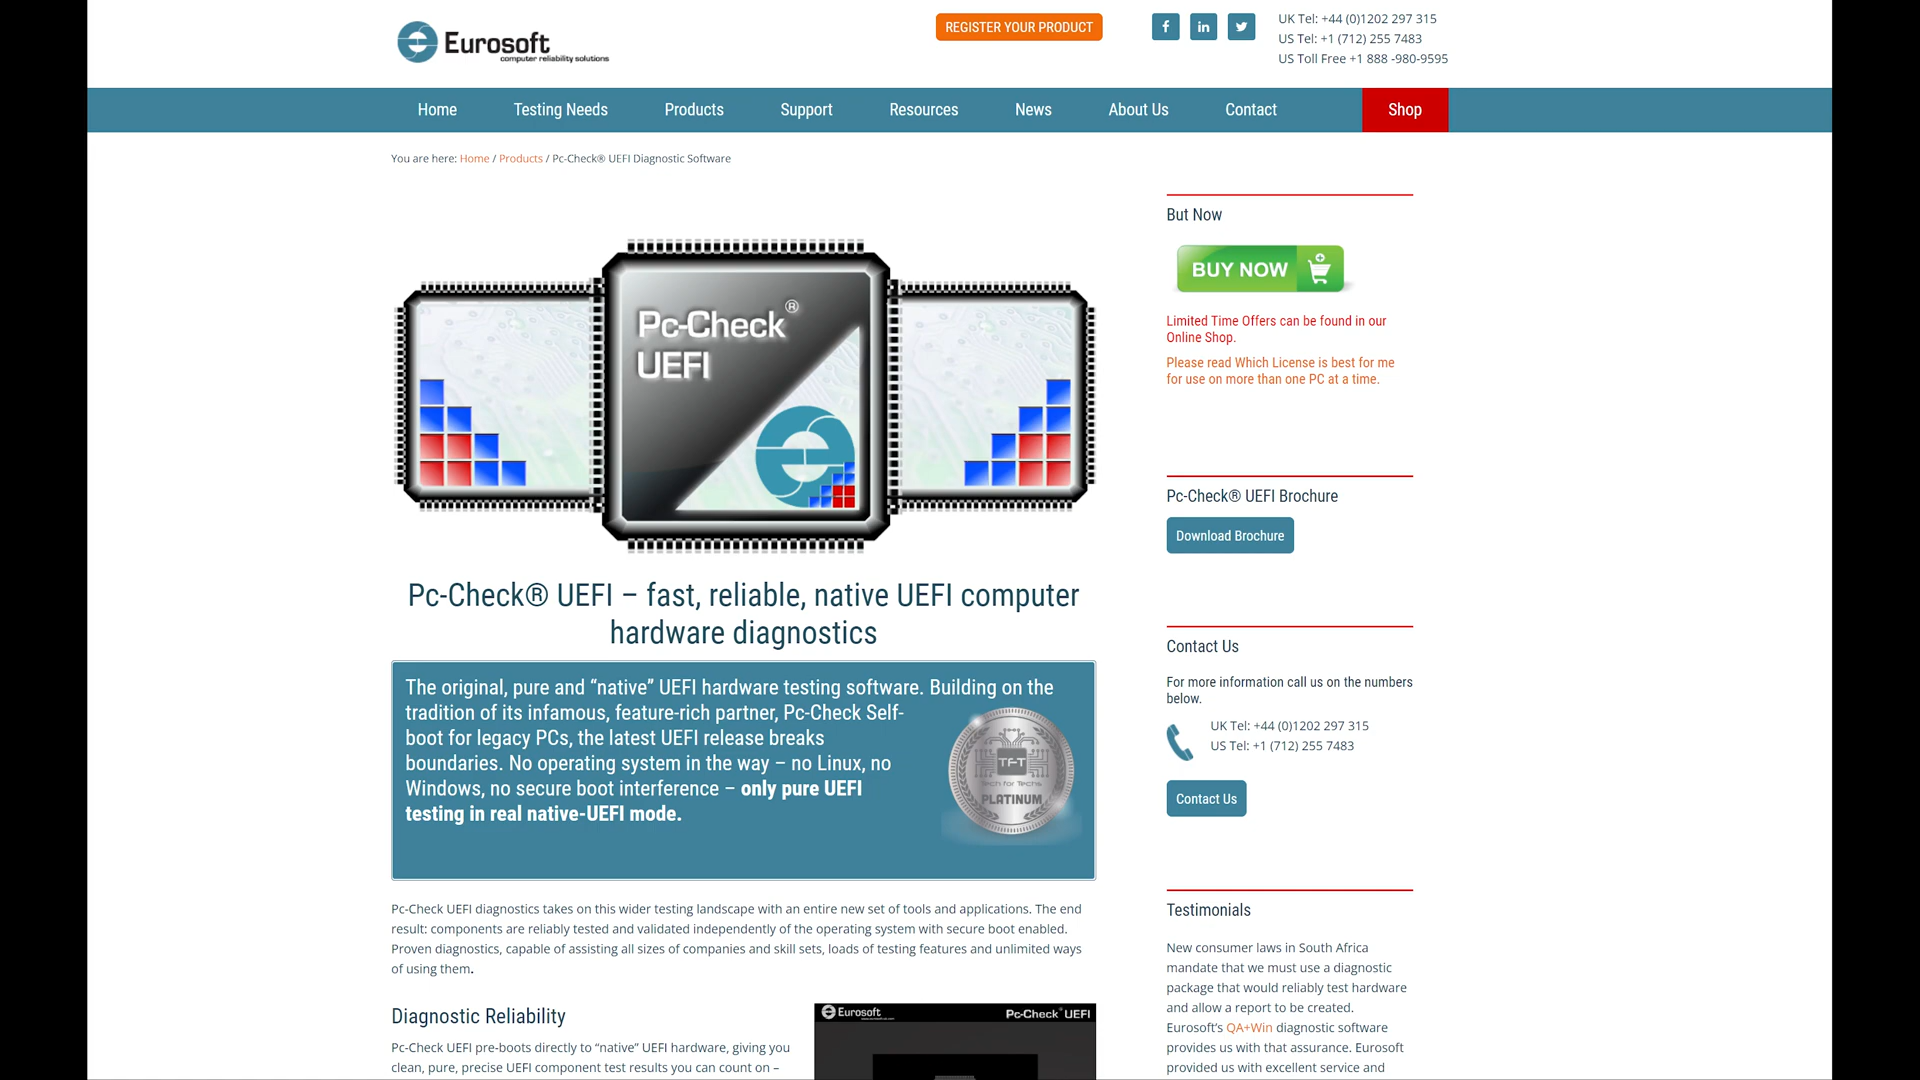 Eurosoft
computer reliability solutions
REGISTER YOUR PRODUCT
UK Tel: +44 (0)1202 297 315
US Tel: +1 (712) 255 7483
US Toll Free +1 888 -980-9595
Home
Testing Needs
Products
Support
Resources
News
About Us
Contact
Shop
You are here: Home / Products / Pc-Check® UEFI Diagnostic Software
Pc-Check®
UEFI
Pc-Check® UEFI – fast, reliable, native UEFI computer
hardware diagnostics
The original, pure and “native” UEFI hardware testing software. Building on the
tradition of its infamous, feature-rich partner, Pc-Check Self-
boot for legacy PCs, the latest UEFI release breaks
boundaries. No operating system in the way – no Linux, no
Windows, no secure boot interference – only pure UEFI
testing in real native-UEFI mode.
TFT
Tech for Techs
PLATINUM
Pc-Check UEFI diagnostics takes on this wider testing landscape with an entire new set of tools and applications. The end
result: components are reliably tested and validated independently of the operating system with secure boot enabled.
Proven diagnostics, capable of assisting all sizes of companies and skill sets, loads of testing features and unlimited ways
of using them.
Diagnostic Reliability
Pc-Check UEFI pre-boots directly to “native” UEFI hardware, giving you
clean, pure, precise UEFI component test results you can count on –
Eurosoft
Pc-Check® UEFI
But Now
BUY NOW
Limited Time Offers can be found in our
Online Shop.
Please read Which License is best for me
for use on more than one PC at a time.
Pc-Check® UEFI Brochure
Download Brochure
Contact Us
For more information call us on the numbers
below.
UK Tel: +44 (0)1202 297 315
US Tel: +1 (712) 255 7483
Contact Us
Testimonials
New consumer laws in South Africa
mandate that we must use a diagnostic
package that would reliably test hardware
and allow a report to be created.
Eurosoft’s QA+Win diagnostic software
provides us with that assurance. Eurosoft
provided us with excellent service and